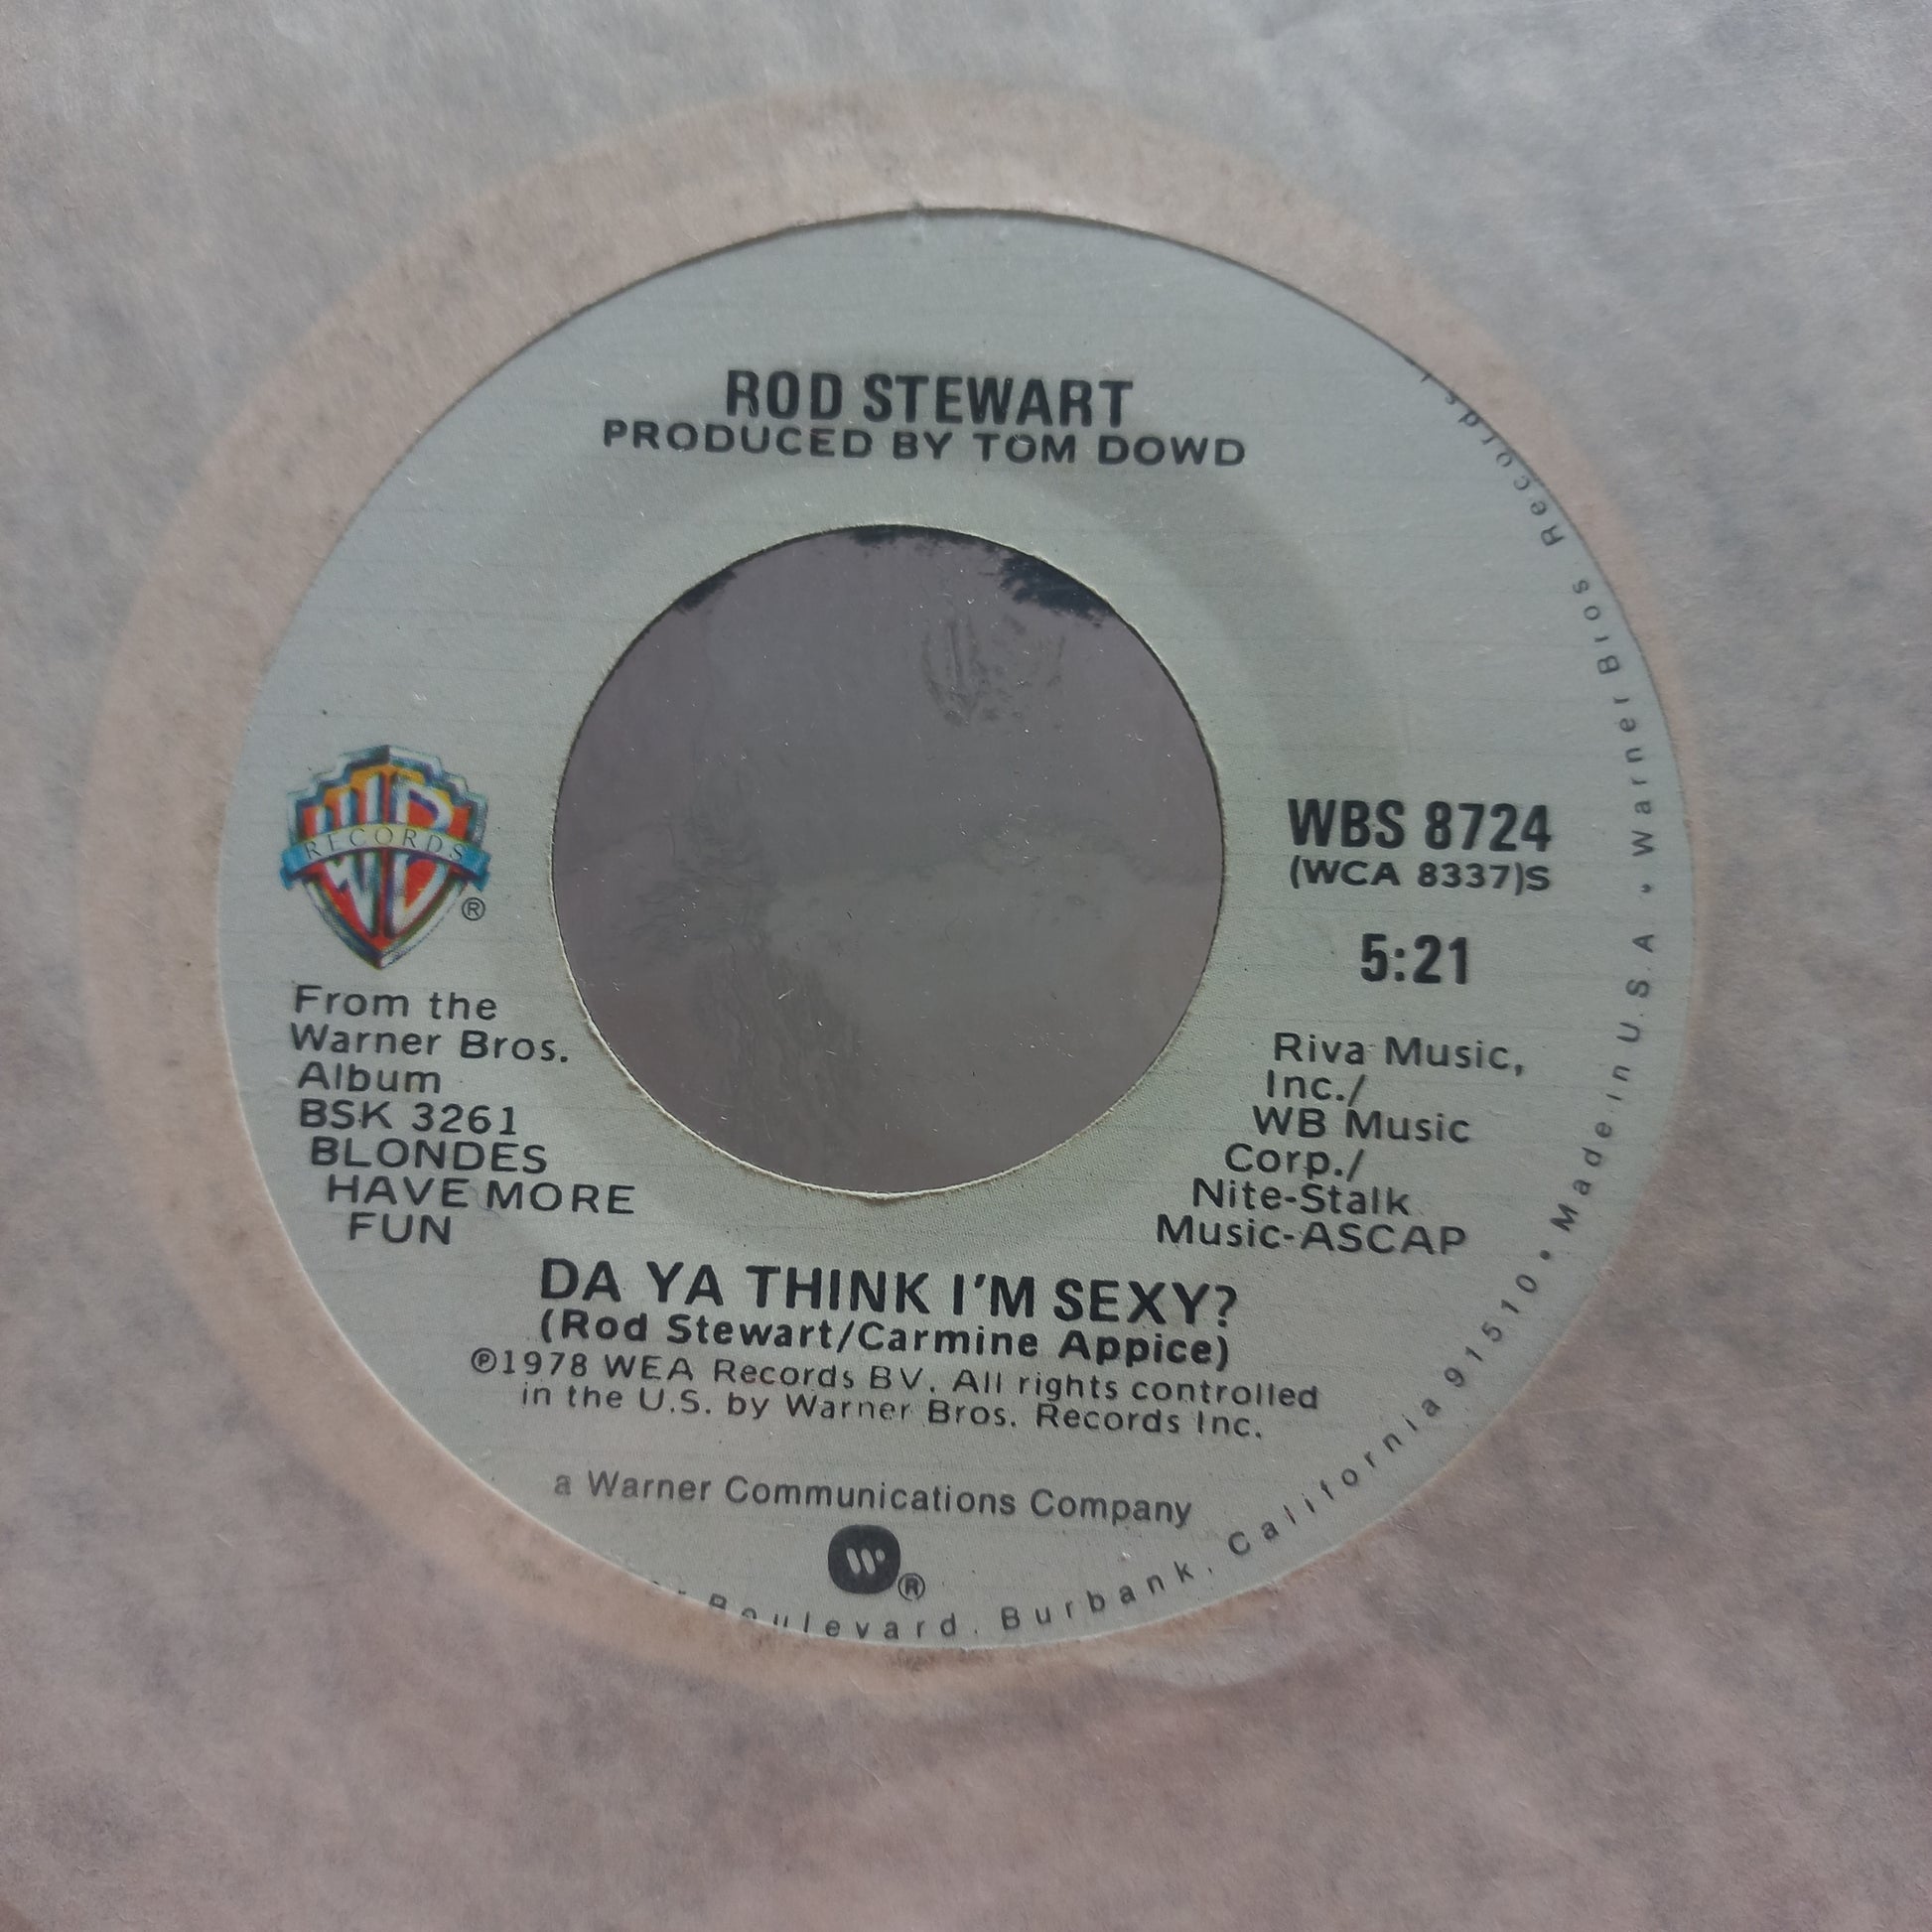 ROD STEWART
PRODUCED BY TOM DOWD
RECORDS
®
WBS 8724
(WCA 8337)S
5:21
From the
Warner Bros.
Album
BSK 3261
BLONDES
HAVE MORE
FUN
Riva Music,
Inc./
WB Music
Corp./
Nite-Stalk
Music-ASCAP
DA YA THINK I'M SEXY?
(Rod Stewart/Carmine Appice)
℗1978 WEA Records BV. All rights controlled
in the U.S. by Warner Bros. Records Inc.
a Warner Communications Company
®
Boulevard. Burbank, California 91510 • Made in U.S.A. • Warner Bros Records